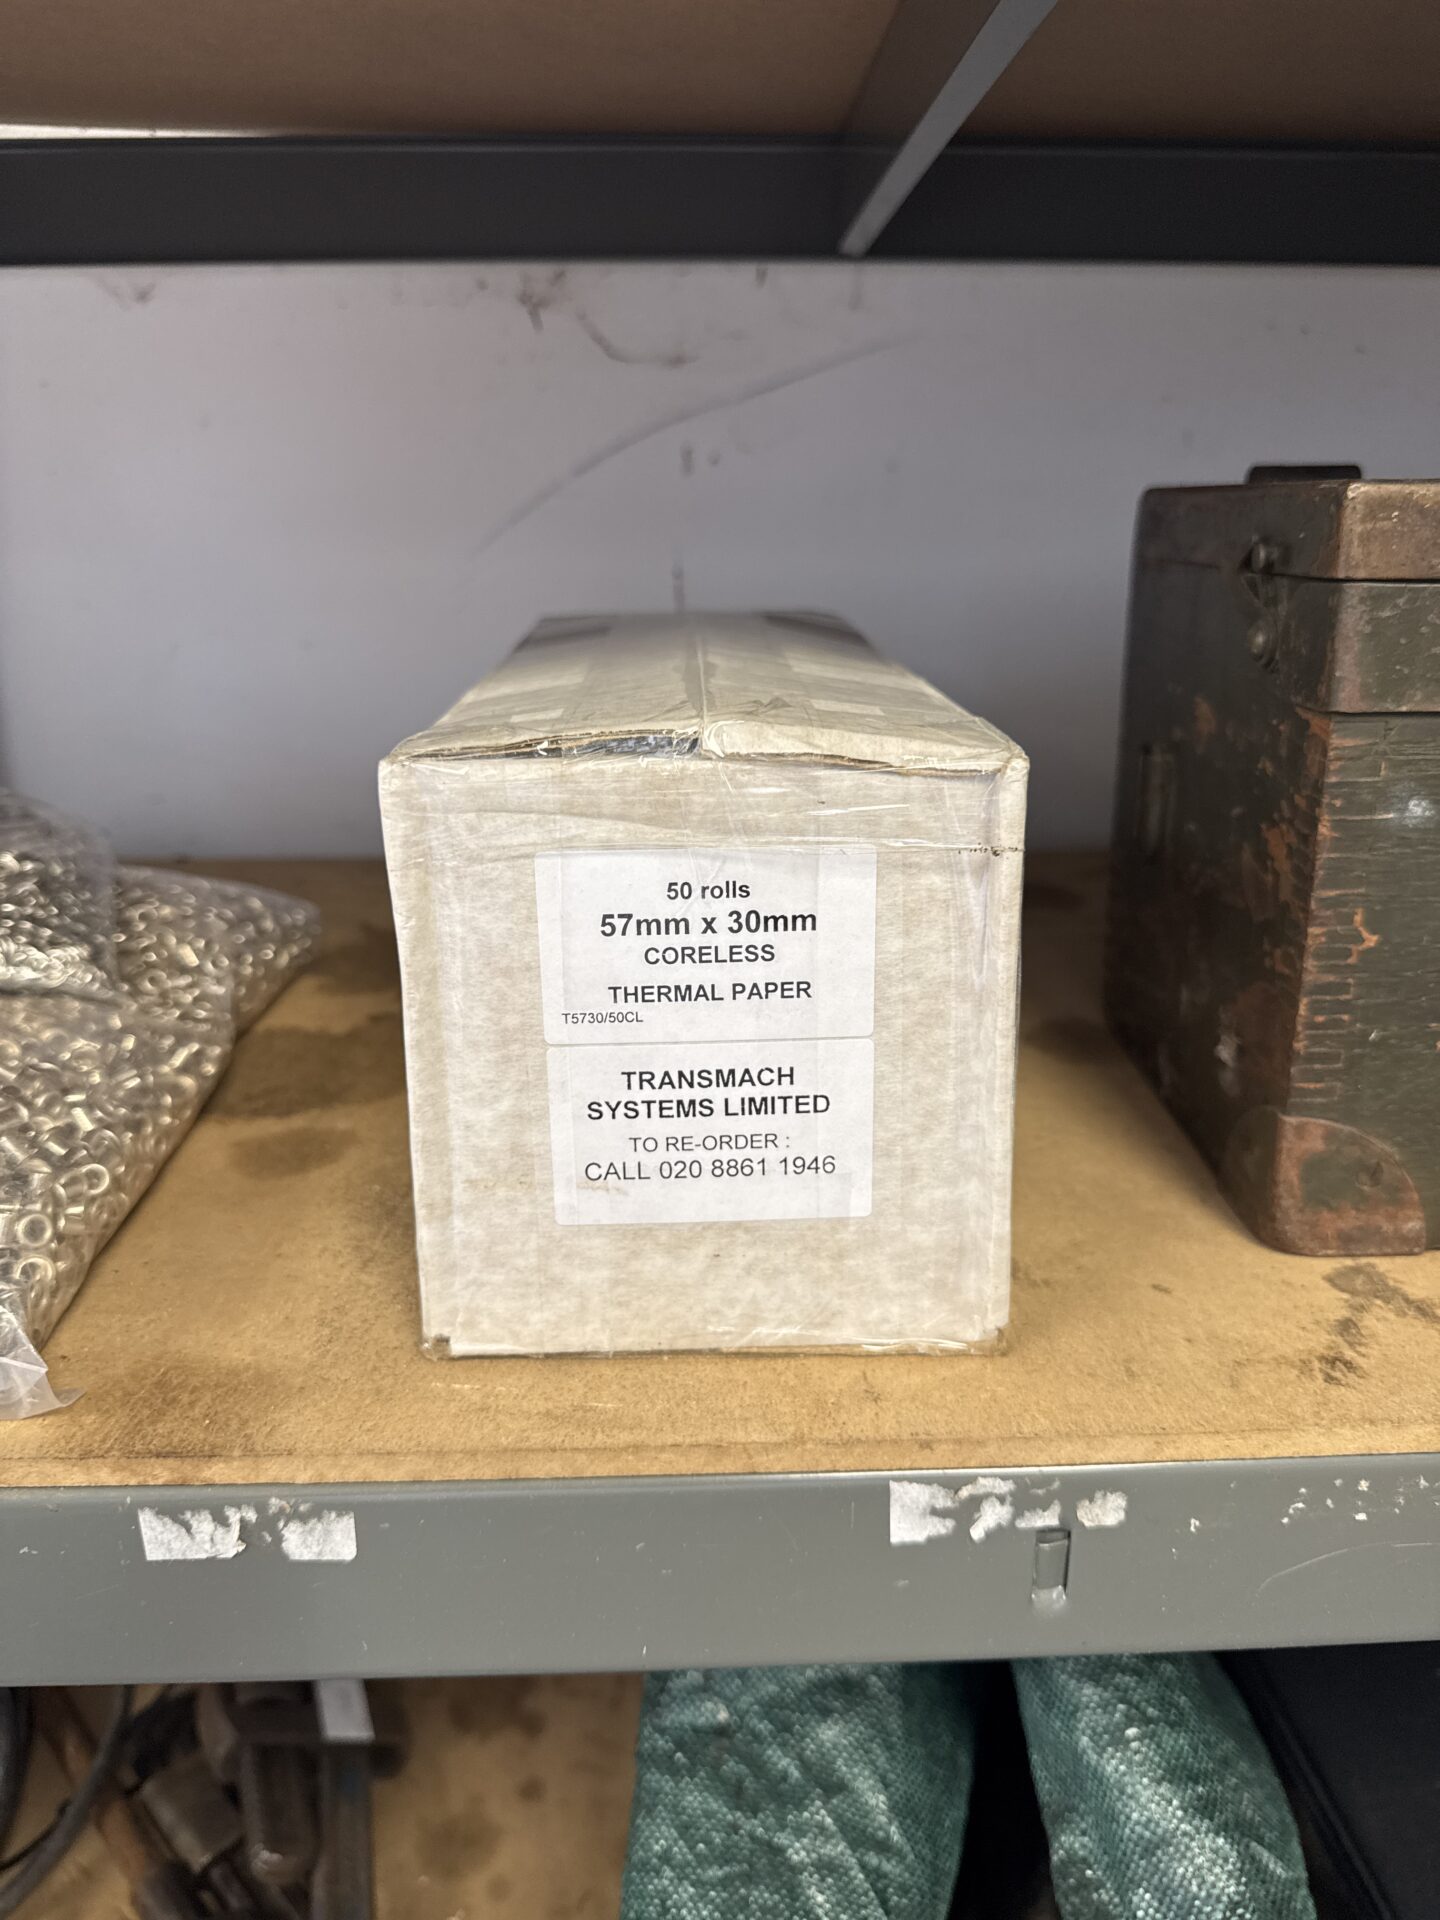 50 rolls
57mm x 30mm
CORELESS
THERMAL PAPER
T5730/50CL
TRANSMACH
SYSTEMS LIMITED
TO RE-ORDER :
CALL 020 8861 1946